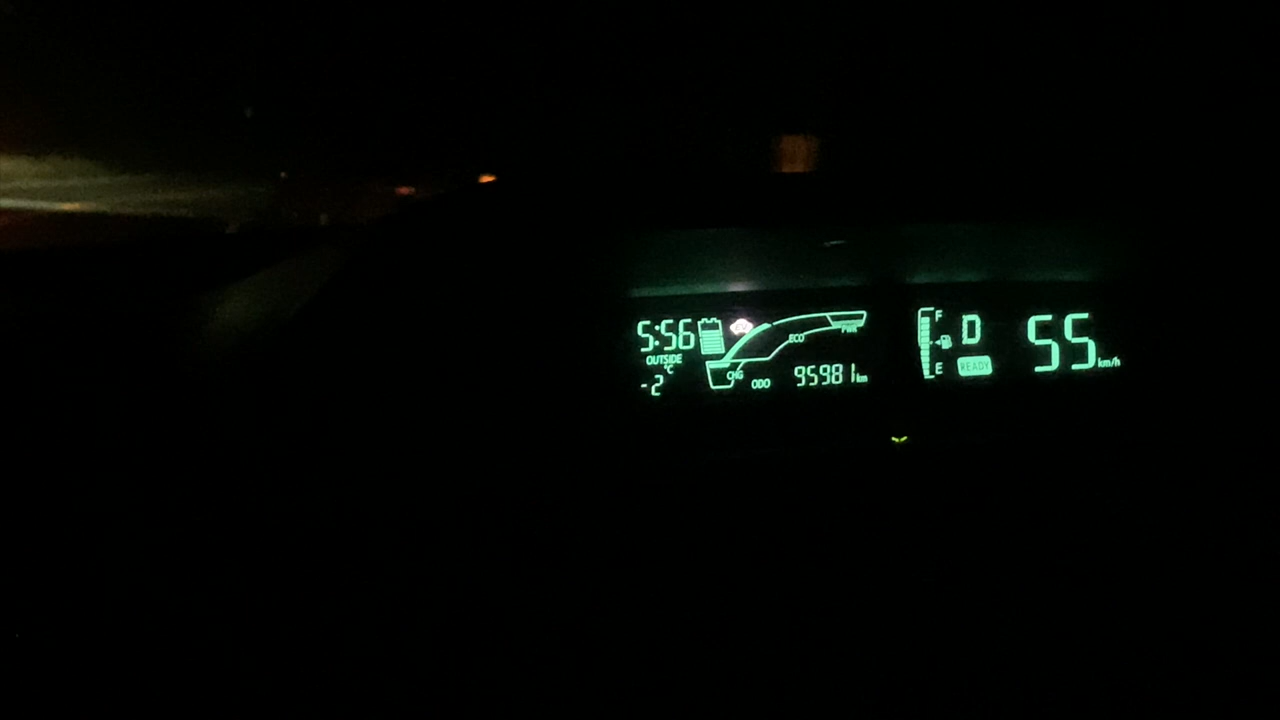 5:56
OUTSIDE
°C
-2
CHG
ECO
PWR
ODO 95981 km
F
E
D
READY
55 km/h